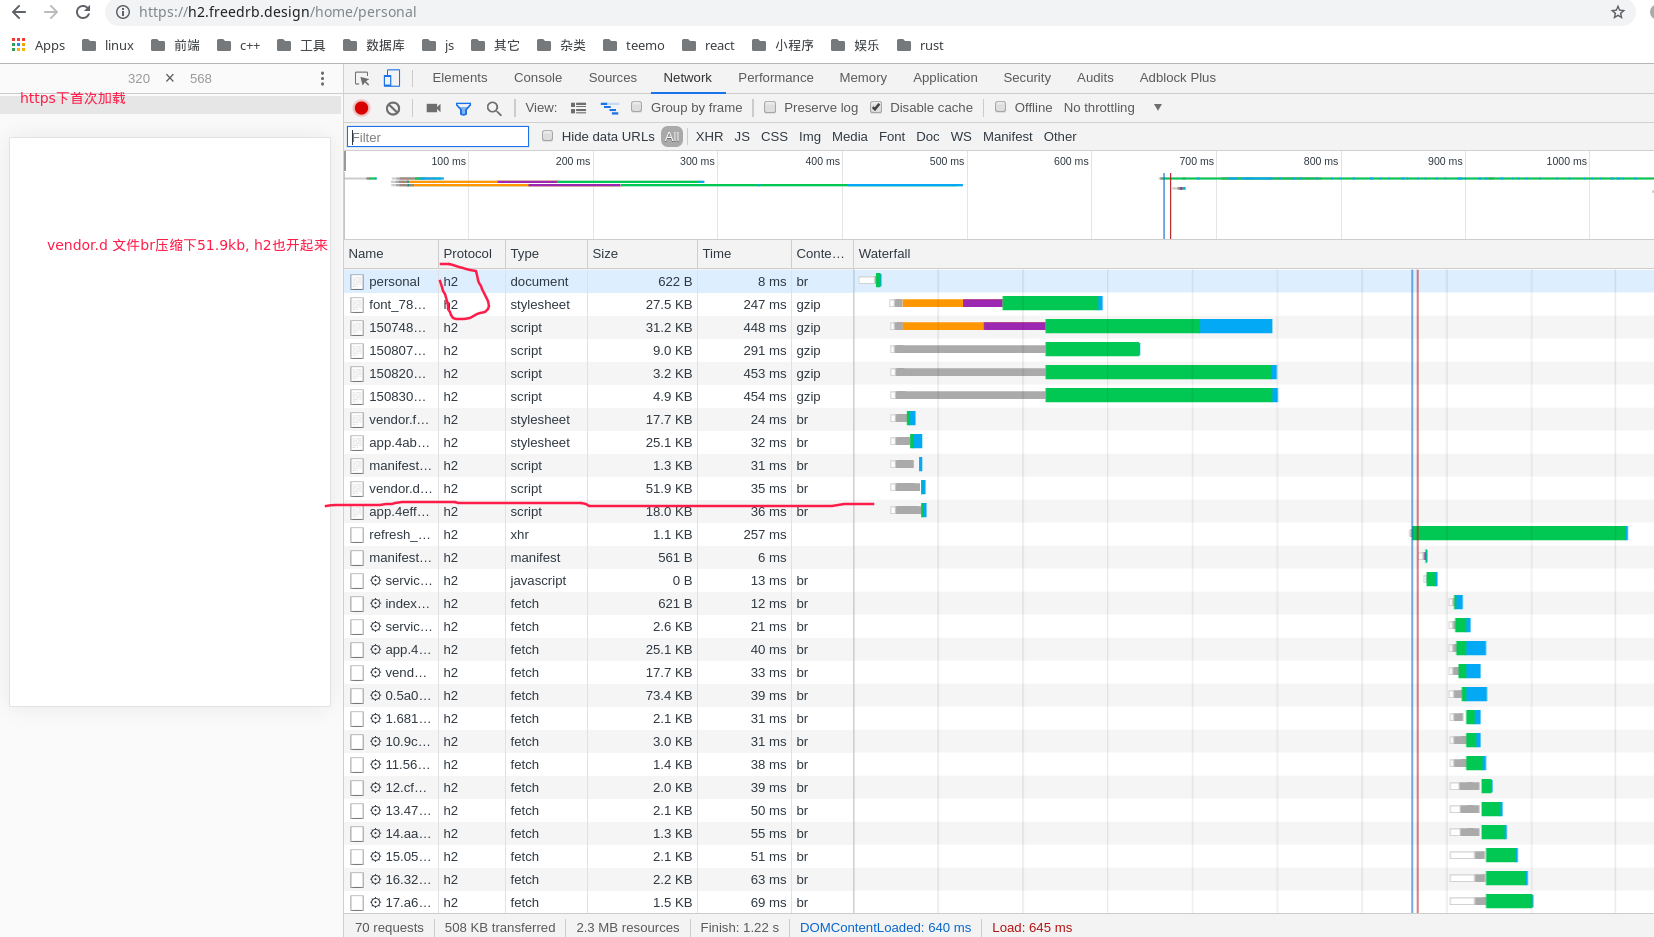 https://h2.freedrb.design/home/personal
Apps linux 前端 c++ 工具 数据库 js 其它 杂类 teemo react 小程序 娱乐 rust
320 × 568
https下首次加载
vendor.d 文件br压缩下51.9kb, h2也开起来
Elements Console Sources Network Performance Memory Application Security Audits Adblock Plus
View: Group by frame Preserve log Disable cache Offline No throttling
Filter Hide data URLs All XHR JS CSS Img Media Font Doc WS Manifest Other
100 ms 200 ms 300 ms 400 ms 500 ms 600 ms 700 ms 800 ms 900 ms 1000 ms
Name Protocol Type Size Time Conte… Waterfall
personal h2 document 622 B 8 ms br
font_78… h2 stylesheet 27.5 KB 247 ms gzip
150748… h2 script 31.2 KB 448 ms gzip
150807… h2 script 9.0 KB 291 ms gzip
150820… h2 script 3.2 KB 453 ms gzip
150830… h2 script 4.9 KB 454 ms gzip
vendor.f… h2 stylesheet 17.7 KB 24 ms br
app.4ab… h2 stylesheet 25.1 KB 32 ms br
manifest… h2 script 1.3 KB 31 ms br
vendor.d… h2 script 51.9 KB 35 ms br
app.4eff… h2 script 18.0 KB 36 ms br
refresh_… h2 xhr 1.1 KB 257 ms
manifest… h2 manifest 561 B 6 ms
servic… h2 javascript 0 B 13 ms br
index… h2 fetch 621 B 12 ms br
servic… h2 fetch 2.6 KB 21 ms br
app.4… h2 fetch 25.1 KB 40 ms br
vend… h2 fetch 17.7 KB 33 ms br
0.5a0… h2 fetch 73.4 KB 39 ms br
1.681… h2 fetch 2.1 KB 31 ms br
10.9c… h2 fetch 3.0 KB 31 ms br
11.56… h2 fetch 1.4 KB 38 ms br
12.cf… h2 fetch 2.0 KB 39 ms br
13.47… h2 fetch 2.1 KB 50 ms br
14.aa… h2 fetch 1.3 KB 55 ms br
15.05… h2 fetch 2.1 KB 51 ms br
16.32… h2 fetch 2.2 KB 63 ms br
17.a6… h2 fetch 1.5 KB 69 ms br
70 requests 508 KB transferred 2.3 MB resources Finish: 1.22 s DOMContentLoaded: 640 ms Load: 645 ms